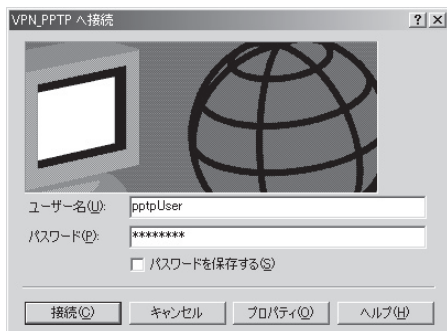 VPN_PPTP へ接続
ユーザー名(U): pptpUser
パスワード(P): ********
パスワードを保存する(S)
接続(C) キャンセル プロパティ(O) ヘルプ(H)